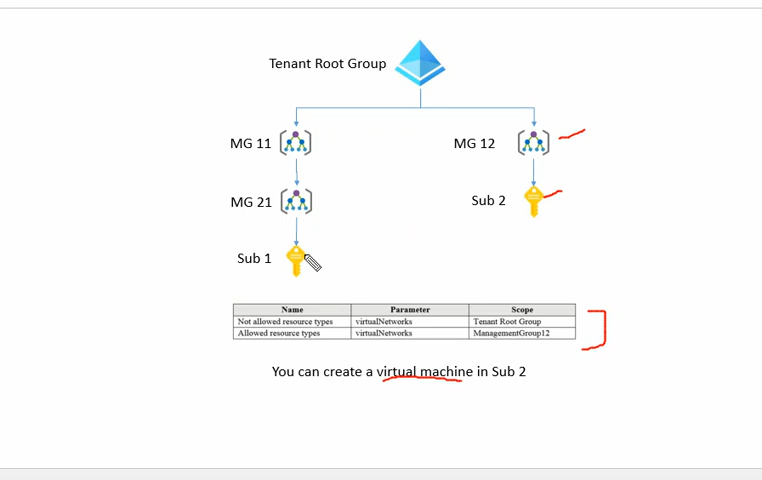 Tenant Root Group
MG 11
MG 12
MG 21
Sub 2
Sub 1
Name Parameter Scope
Not allowed resource types virtualNetworks Tenant Root Group
Allowed resource types virtualNetworks ManagementGroup12
You can create a virtual machine in Sub 2